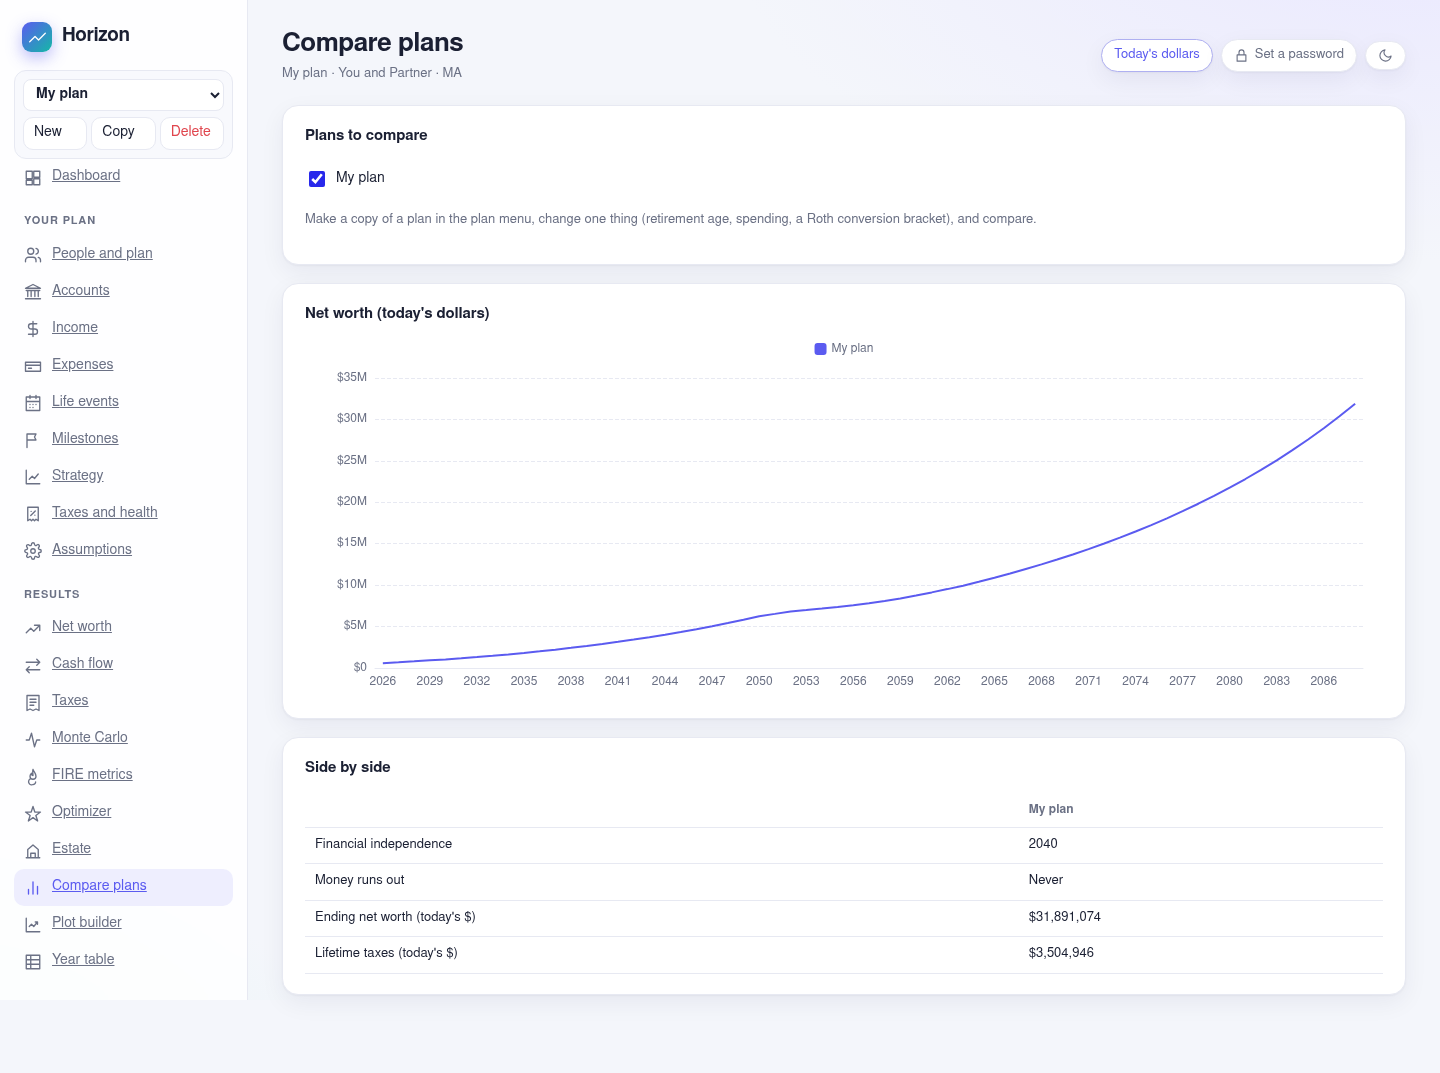 Horizon
My plan
New
Copy
Delete
Dashboard
YOUR PLAN
People and plan
Accounts
Income
Expenses
Life events
Milestones
Strategy
Taxes and health
Assumptions
RESULTS
Net worth
Cash flow
Taxes
Monte Carlo
FIRE metrics
Optimizer
Estate
Compare plans
Plot builder
Year table
Compare plans
My plan · You and Partner · MA
Today's dollars
Set a password
Plans to compare
My plan
Make a copy of a plan in the plan menu, change one thing (retirement age, spending, a Roth conversion bracket), and compare.
Net worth (today's dollars)
My plan
$35M
$30M
$25M
$20M
$15M
$10M
$5M
$0
2026 2029 2032 2035 2038 2041 2044 2047 2050 2053 2056 2059 2062 2065 2068 2071 2074 2077 2080 2083 2086
Side by side
My plan
Financial independence 2040
Money runs out Never
Ending net worth (today's $) $31,891,074
Lifetime taxes (today's $) $3,504,946